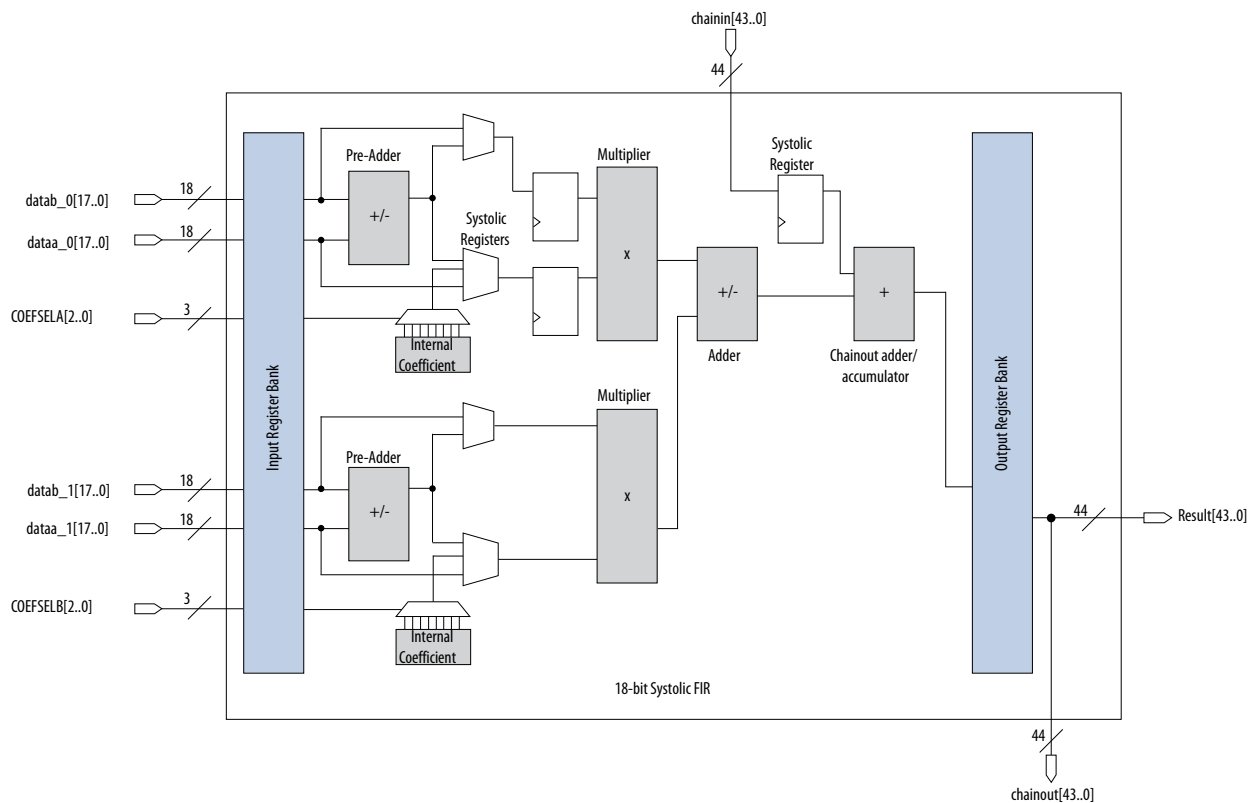 chainin[43..0]
44
Pre-Adder
Multiplier
Systolic
Register
datab_0[17..0]
18
+/-
dataa_0[17..0]
18
Systolic
Registers
x
+/-
+
COEFSELA[2..0]
3
Internal
Coefficient
Adder
Chainout adder/
accumulator
Input Register Bank
Output Register Bank
Multiplier
Pre-Adder
datab_1[17..0]
18
+/-
x
dataa_1[17..0]
18
44
Result[43..0]
COEFSELB[2..0]
3
Internal
Coefficient
18-bit Systolic FIR
44
chainout[43..0]